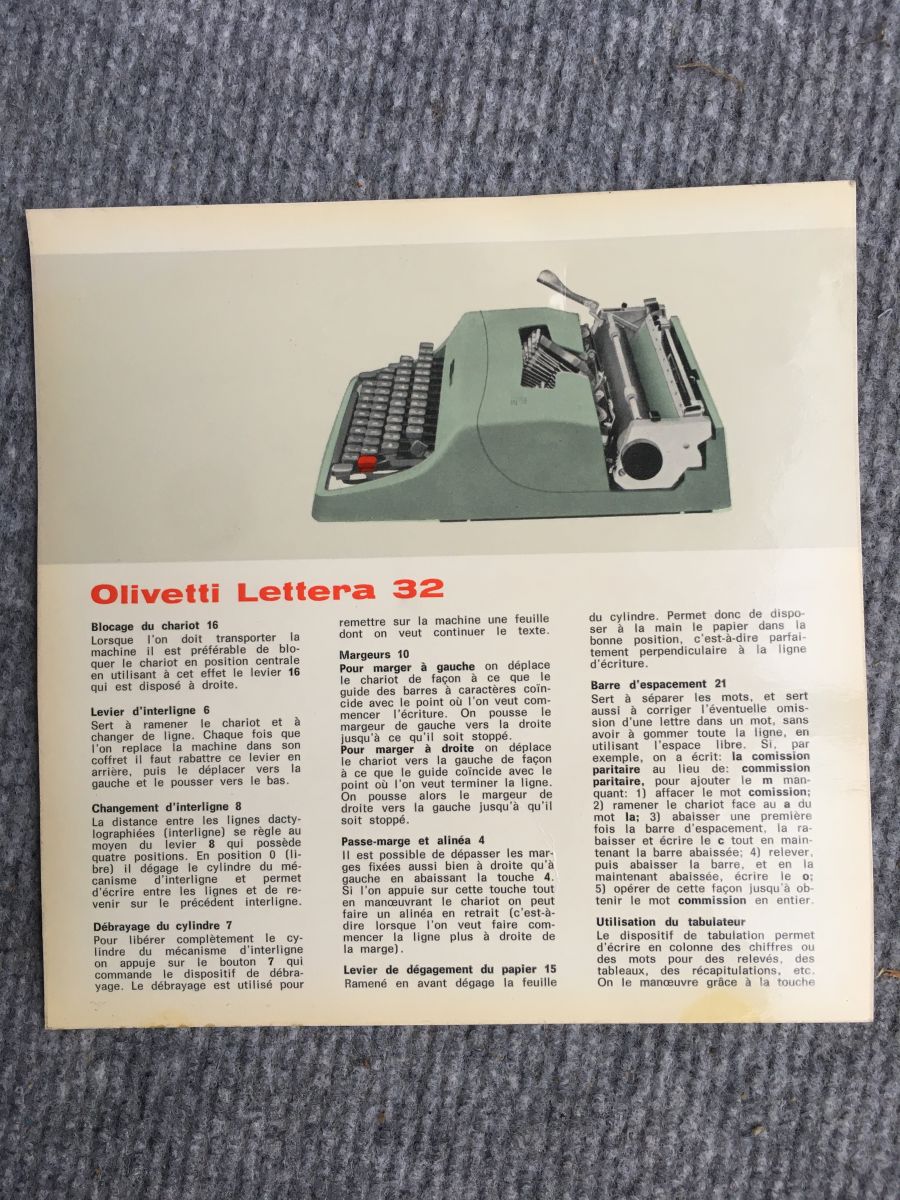 Olivetti Lettera 32
Blocage du chariot 16
Lorsque l'on doit transporter la
machine il est préférable de blo-
quer le chariot en position centrale
en utilisant à cet effet le levier 16
qui est disposé à droite.
Levier d'interligne 6
Sert à ramener le chariot et à
changer de ligne. Chaque fois que
l'on replace la machine dans son
coffret il faut rabattre ce levier en
arrière, puis le déplacer vers la
gauche et le pousser vers le bas.
Changement d'interligne 8
La distance entre les lignes dacty-
lographiées (interligne) se règle au
moyen du levier 8 qui possède
quatre positions. En position 0 (li-
bre) il dégage le cylindre du mé-
canisme d'interligne et permet
d'écrire entre les lignes et de re-
venir sur le précédent interligne.
Débrayage du cylindre 7
Pour libérer complètement le cy-
lindre du mécanisme d'interligne
on appuje sur le bouton 7 qui
commande le dispositif de débra-
yage. Le débrayage est utilisé pour
remettre sur la machine une feuille
dont on veut continuer le texte.
Margeurs 10
Pour marger à gauche on déplace
le chariot de façon à ce que le
guide des barres à caractères coïn-
cide avec le point où l'on veut com-
mencer l'écriture. On pousse le
margeur de gauche vers la droite
jusqu'à ce qu'il soit stoppé.
Pour marger à droite on déplace
le chariot vers la gauche de façon
à ce que le guide coïncide avec le
point où l'on veut terminer la ligne.
On pousse alors le margeur de
droite vers la gauche jusqu'à qu'il
soit stoppé.
Passe-marge et alinéa 4
Il est possible de dépasser les mar-
ges fixées aussi bien à droite qu'à
gauche en abaissant la touche 4.
Si l'on appuie sur cette touche tout
en manœuvrant le chariot on peut
faire un alinéa en retrait (c'est-à-
dire lorsque l'on veut faire com-
mencer la ligne plus à droite de
la marge).
Levier de dégagement du papier 15
Ramené en avant dégage la feuille
du cylindre. Permet donc de dispo-
ser à la main le papier dans la
bonne position, c'est-à-dire parfai-
tement perpendiculaire à la ligne
d'écriture.
Barre d'espacement 21
Sert à séparer les mots, et sert
aussi à corriger l'éventuelle omis-
sion d'une lettre dans un mot, sans
avoir à gommer toute la ligne, en
utilisant l'espace libre. Si, par
exemple, on a écrit: la comission
paritaire au lieu de: commission
paritaire, pour ajouter le m man-
quant: 1) affacer le mot comission;
2) ramener le chariot face au a du
mot la; 3) abaisser une première
fois la barre d'espacement, la ra-
baisser et écrire le c tout en main-
tenant la barre abaissée; 4) relever,
puis abaisser la barre, et en la
maintenant abaissée, écrire le o;
5) opérer de cette façon jusqu'à ob-
tenir le mot commission en entier.
Utilisation du tabulateur
Le dispositif de tabulation permet
d'écrire en colonne des chiffres ou
des mots pour des relevés, des
tableaux, des récapitulations, etc.
On le manœuvre grâce à la touche